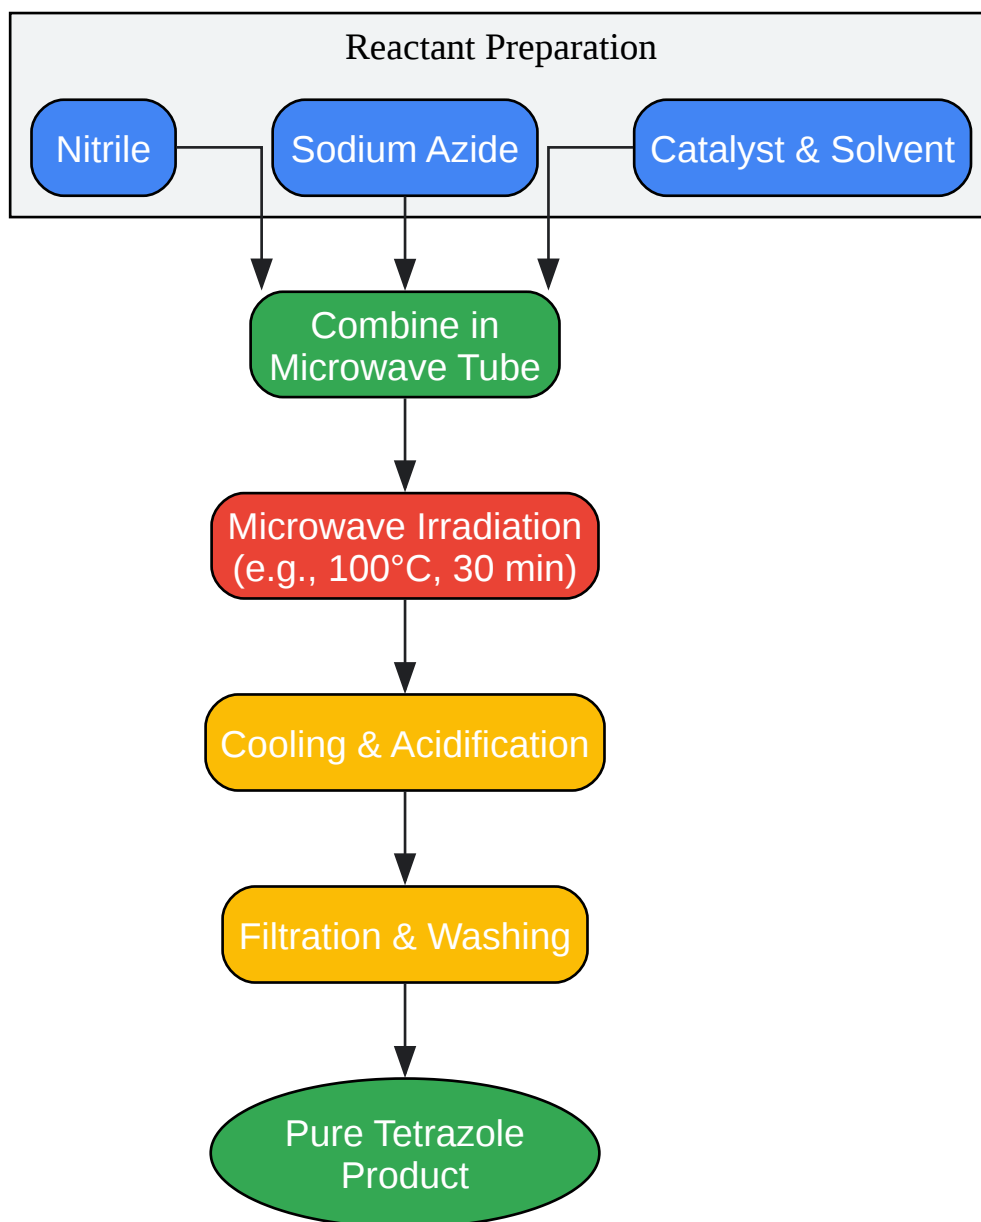 Reactant Preparation
Nitrile
Sodium Azide
Catalyst & Solvent
Combine in
Microwave Tube
Microwave Irradiation
(e.g., 100°C, 30 min)
Cooling & Acidification
Filtration & Washing
Pure Tetrazole
Product